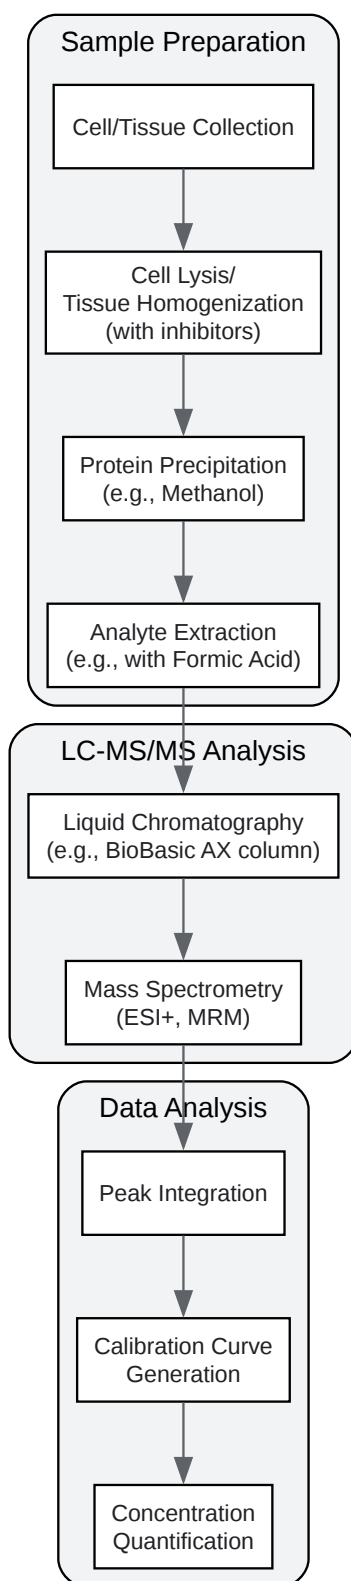 Sample Preparation
Cell/Tissue Collection
Cell Lysis/
Tissue Homogenization
(with inhibitors)
Protein Precipitation
(e.g., Methanol)
Analyte Extraction
(e.g., with Formic Acid)
LC-MS/MS Analysis
Liquid Chromatography
(e.g., BioBasic AX column)
Mass Spectrometry
(ESI+, MRM)
Data Analysis
Peak Integration
Calibration Curve
Generation
Concentration
Quantification